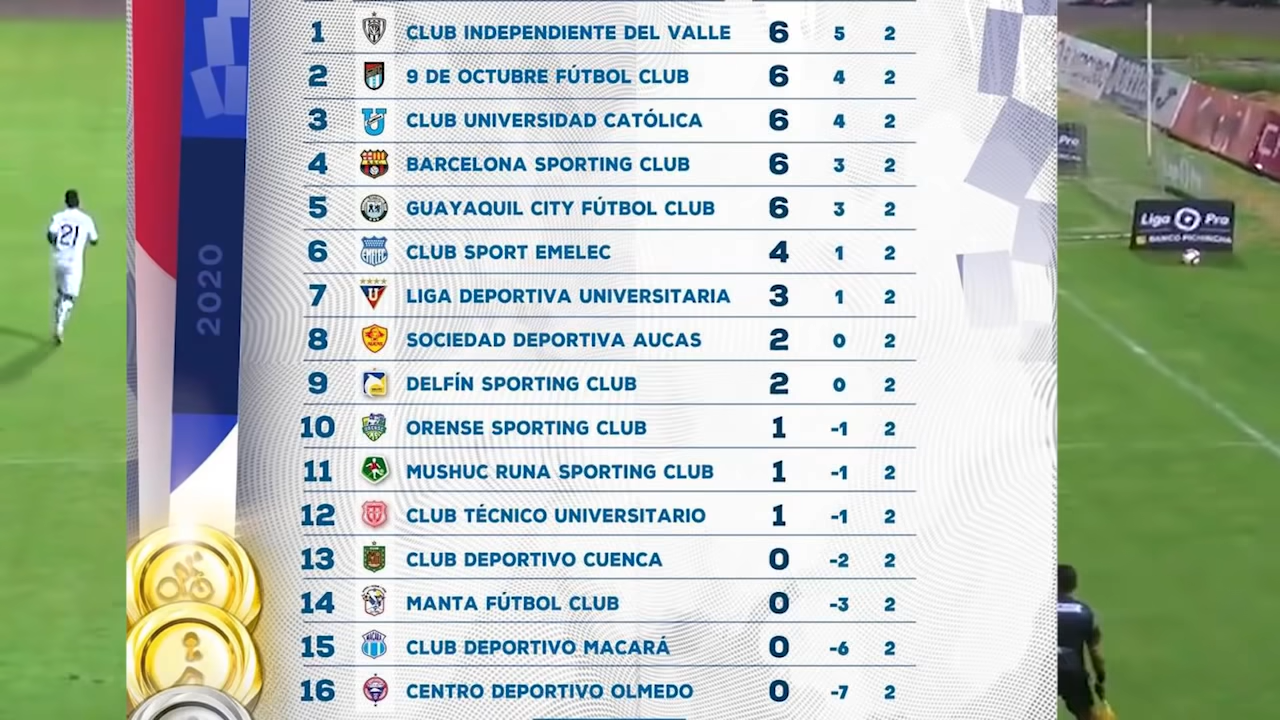 1 CLUB INDEPENDIENTE DEL VALLE 6 5 2
2 9 DE OCTUBRE FÚTBOL CLUB 6 4 2
3 CLUB UNIVERSIDAD CATÓLICA 6 4 2
4 BARCELONA SPORTING CLUB 6 3 2
5 GUAYAQUIL CITY FÚTBOL CLUB 6 3 2
6 EMELEC CLUB SPORT EMELEC 4 1 2
7 LIGA DEPORTIVA UNIVERSITARIA 3 1 2
8 SOCIEDAD DEPORTIVA AUCAS 2 0 2
9 DELFÍN SPORTING CLUB 2 0 2
10 ORENSE SPORTING CLUB 1 -1 2
11 MUSHUC RUNA SPORTING CLUB 1 -1 2
12 CLUB TÉCNICO UNIVERSITARIO 1 -1 2
13 CLUB DEPORTIVO CUENCA 0 -2 2
14 MANTA FÚTBOL CLUB 0 -3 2
15 CLUB DEPORTIVO MACARÁ 0 -6 2
16 CENTRO DEPORTIVO OLMEDO 0 -7 2
2020
21
Liga Pro
BANCO PICHINCHA